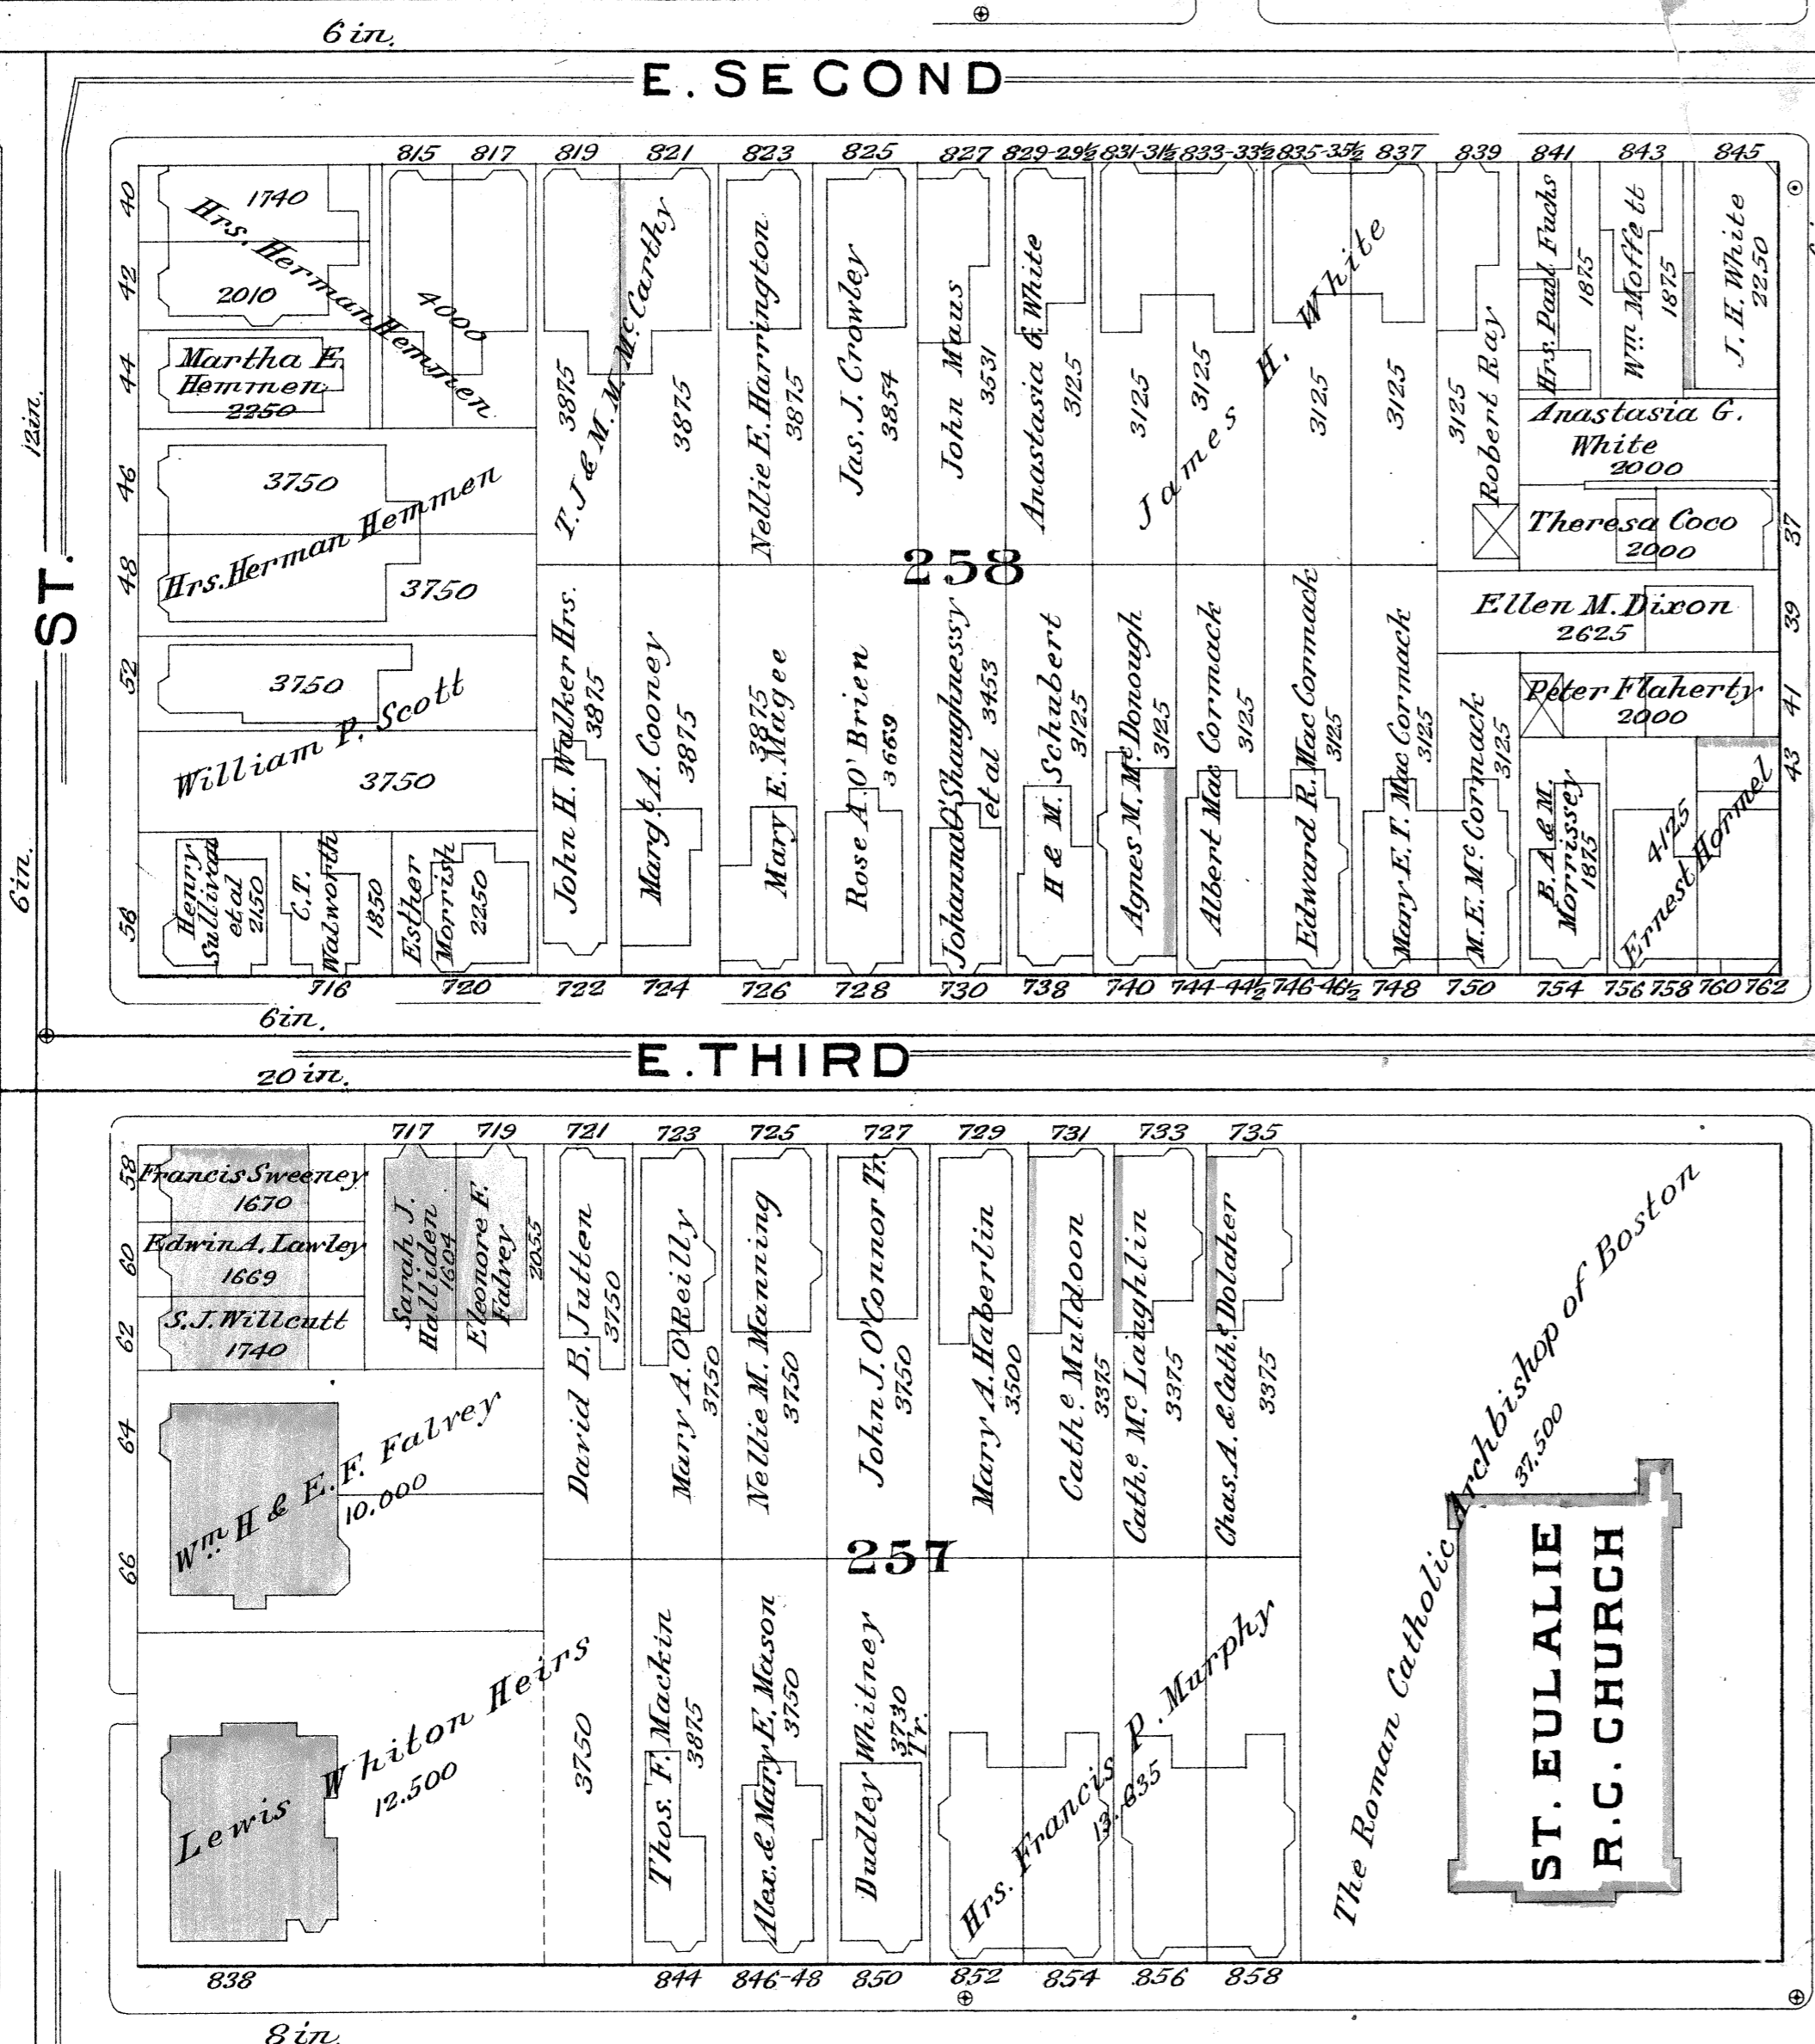 6 in.
E. SECOND
815 817 819 821 823 825 827 829-29½ 831-31½ 833-33½ 835-35½ 837 839 841 843 845
40
1740
Hrs. Herman Hemmen
42
2010
4000
44
Martha E.
Hemmen
2250
46
3750
Hrs. Herman Hemmen
48
3750
52
3750
William P. Scott
3750
56
12in.
6in.
ST.
T. J & M. M. McCarthy
3875
3875
Nellie E. Harrington
3875
Jas. J. Crowley
3854
John Maus
3531
Anastasia G. White
3125
James H. White
3125
3125
3125
3125
Robert Ray
3125
Hrs. Paul Fuchs
1875
Wm. Moffett
1875
J. H. White
2250
Anastasia G.
White
2000
Theresa Coco
2000
37
Ellen M. Dixon
2625
39
Peter Flaherty
2000
41
43
258
Henry
Sullivan
et al
2150
C. T.
Walworth
1850
Esther
Morrish
2250
John H. Walker Hrs.
3875
Margt. A. Cooney
3875
Mary E. Magee
3875
Rose A. O'Brien
3669
Johanna O'Shaughnessy
et al 3453
H & M. Schubert
3125
Agnes M. McDonough
3125
Albert MacCormack
3125
Edward R. MacCormack
3125
Mary E. T. MacCormack
3125
M. E. McCormack
3125
B. A & M.
Morrissey
1875
4125
Ernest Hormel
716 720 722 724 726 728 730 738 740 744-44½ 746-46½ 748 750 754 756 758 760 762
6in.
E. THIRD
20 in.
717 719 721 723 725 727 729 731 733 735
58
Francis Sweeney
1670
60
Edwin A. Lawley
1669
62
S. J. Willcutt
1740
Sarah J.
Halliden
1604
Eleonore F.
Falvey
2055
64
Wm. H & E. F. Falvey
10,000
66
David B. Jutten
3750
Mary A. O'Reilly
3750
Nellie M. Manning
3750
John J. O'Connor Tr.
3750
Mary A. Haberlin
3500
Cathe. Muldoon
3375
Cathe. McLaughlin
3375
Chas. A. & Cathe. Dolaher
3375
257
Lewis Whiton Heirs
12.500
3750
Thos. F. Mackin
3875
Alex. & Mary E. Mason
3750
Dudley Whitney
3730
Tr.
Hrs. Francis P. Murphy
13.635
The Roman Catholic Archbishop of Boston
37,500
ST. EULALIE
R. C. CHURCH
838 844 846-48 850 852 854 856 858
8 in.